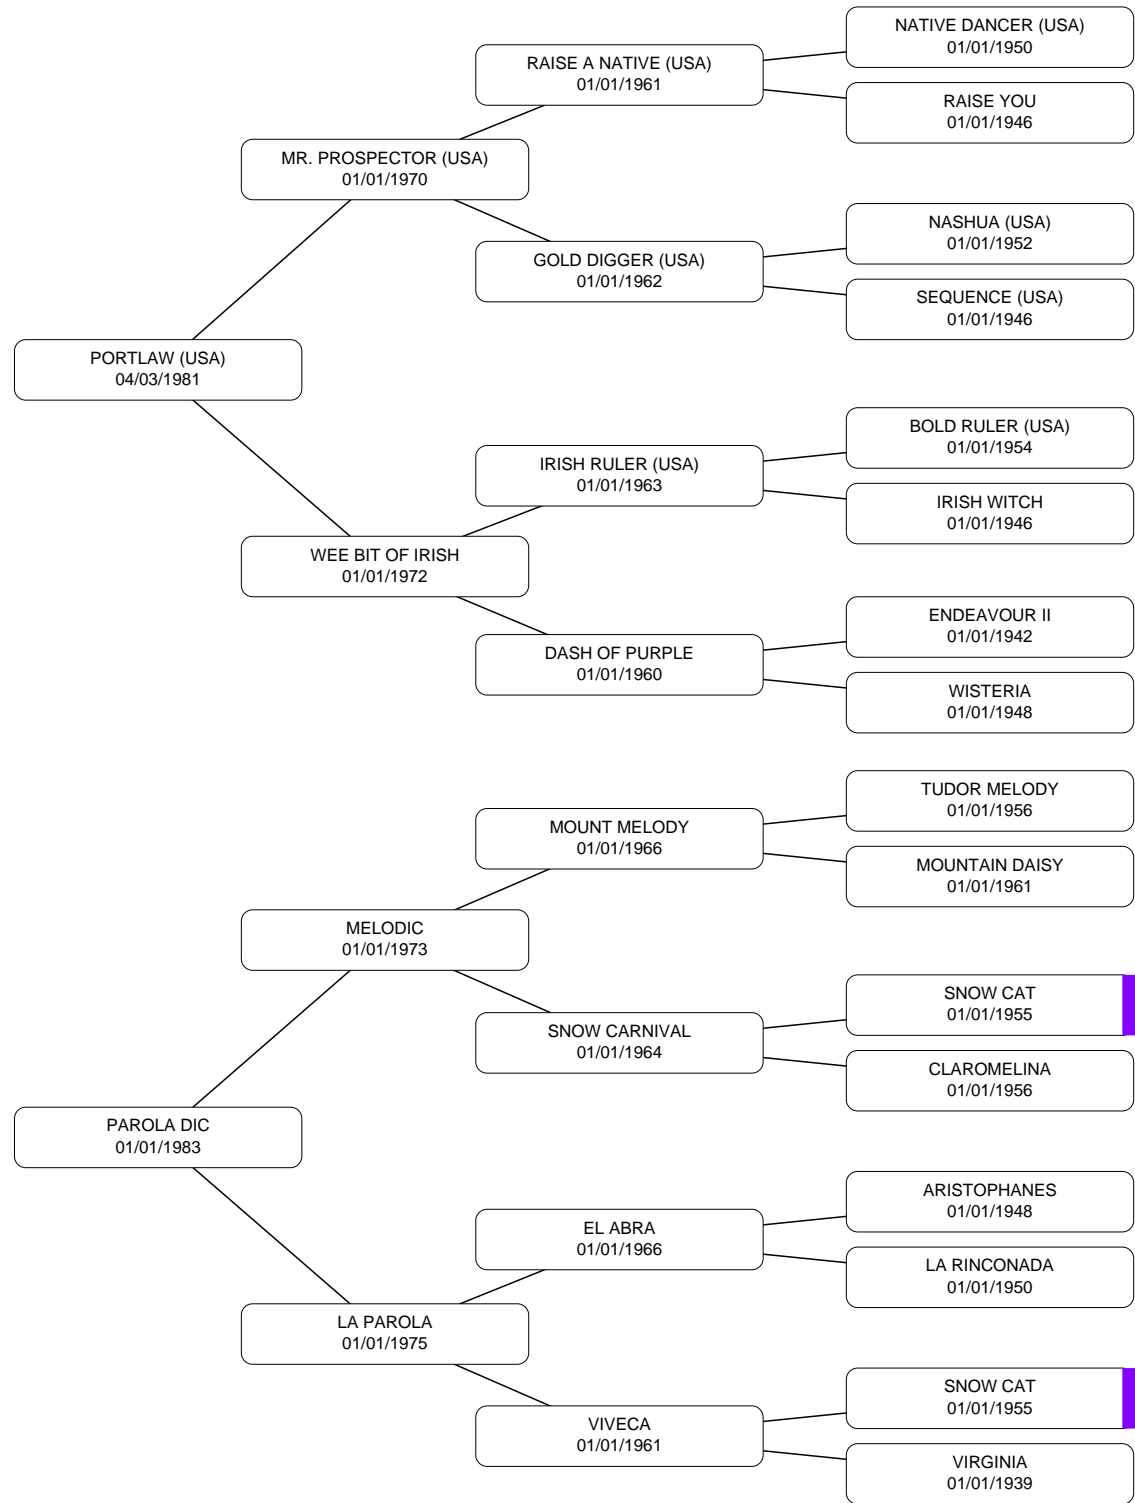 NATIVE DANCER (USA)
01/01/1950
RAISE A NATIVE (USA)
01/01/1961
RAISE YOU
01/01/1946
MR. PROSPECTOR (USA)
01/01/1970
NASHUA (USA)
01/01/1952
GOLD DIGGER (USA)
01/01/1962
SEQUENCE (USA)
01/01/1946
PORTLAW (USA)
04/03/1981
BOLD RULER (USA)
01/01/1954
IRISH RULER (USA)
01/01/1963
IRISH WITCH
01/01/1946
WEE BIT OF IRISH
01/01/1972
ENDEAVOUR II
01/01/1942
DASH OF PURPLE
01/01/1960
WISTERIA
01/01/1948
TUDOR MELODY
01/01/1956
MOUNT MELODY
01/01/1966
MOUNTAIN DAISY
01/01/1961
MELODIC
01/01/1973
SNOW CAT
01/01/1955
SNOW CARNIVAL
01/01/1964
CLAROMELINA
01/01/1956
PAROLA DIC
01/01/1983
ARISTOPHANES
01/01/1948
EL ABRA
01/01/1966
LA RINCONADA
01/01/1950
LA PAROLA
01/01/1975
SNOW CAT
01/01/1955
VIVECA
01/01/1961
VIRGINIA
01/01/1939